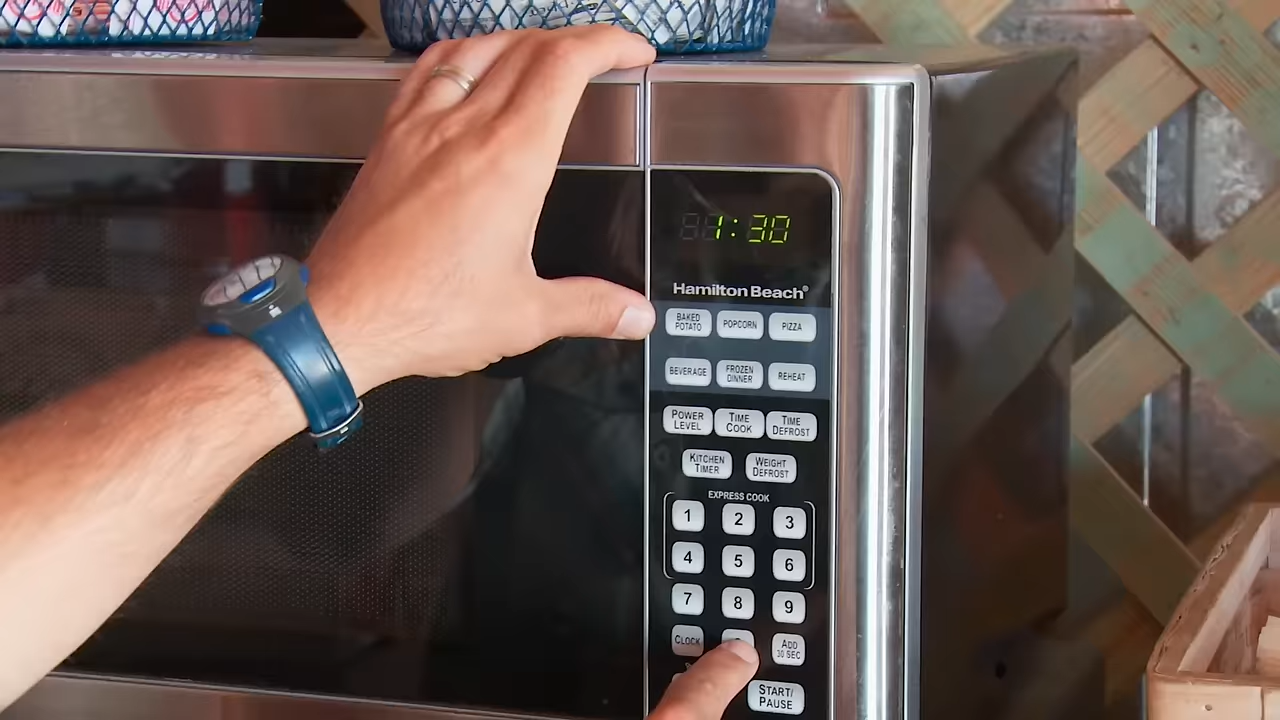 1:30
Hamilton Beach®
BAKED POTATO
POPCORN
PIZZA
BEVERAGE
FROZEN DINNER
REHEAT
POWER LEVEL
TIME COOK
TIME DEFROST
KITCHEN TIMER
WEIGHT DEFROST
EXPRESS COOK
1 2 3
4 5 6
7 8 9
CLOCK
ADD 30 SEC
START/ PAUSE